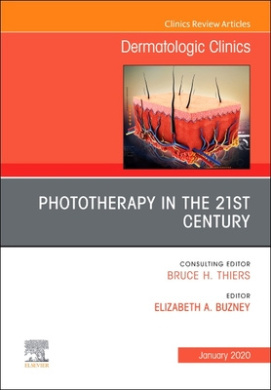 Clinics Review Articles
Dermatologic Clinics
PHOTOTHERAPY IN THE 21ST
CENTURY
CONSULTING EDITOR
BRUCE H. THIERS
EDITOR
ELIZABETH A. BUZNEY
ELSEVIER
January 2020